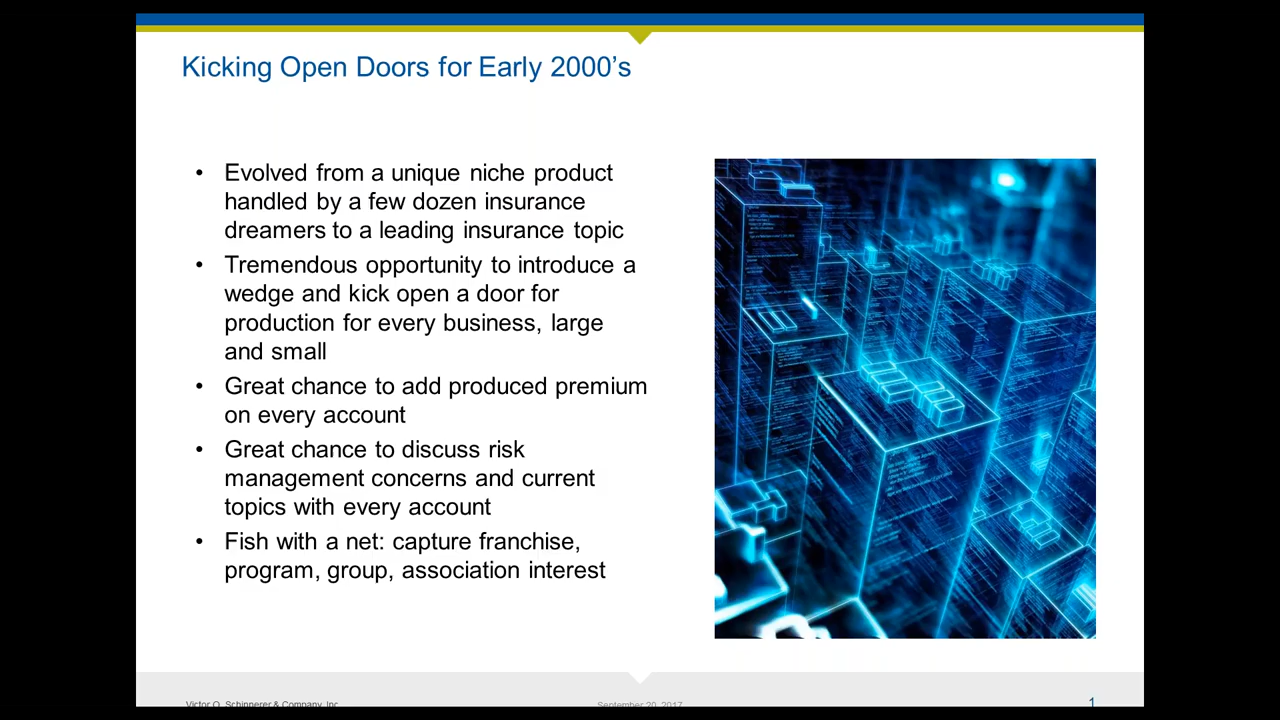 Kicking Open Doors for Early 2000’s
• Evolved from a unique niche product
handled by a few dozen insurance
dreamers to a leading insurance topic
• Tremendous opportunity to introduce a
wedge and kick open a door for
production for every business, large
and small
• Great chance to add produced premium
on every account
• Great chance to discuss risk
management concerns and current
topics with every account
• Fish with a net: capture franchise,
program, group, association interest
Victor O. Schinnerer & Company, Inc.
September 20, 2017
1